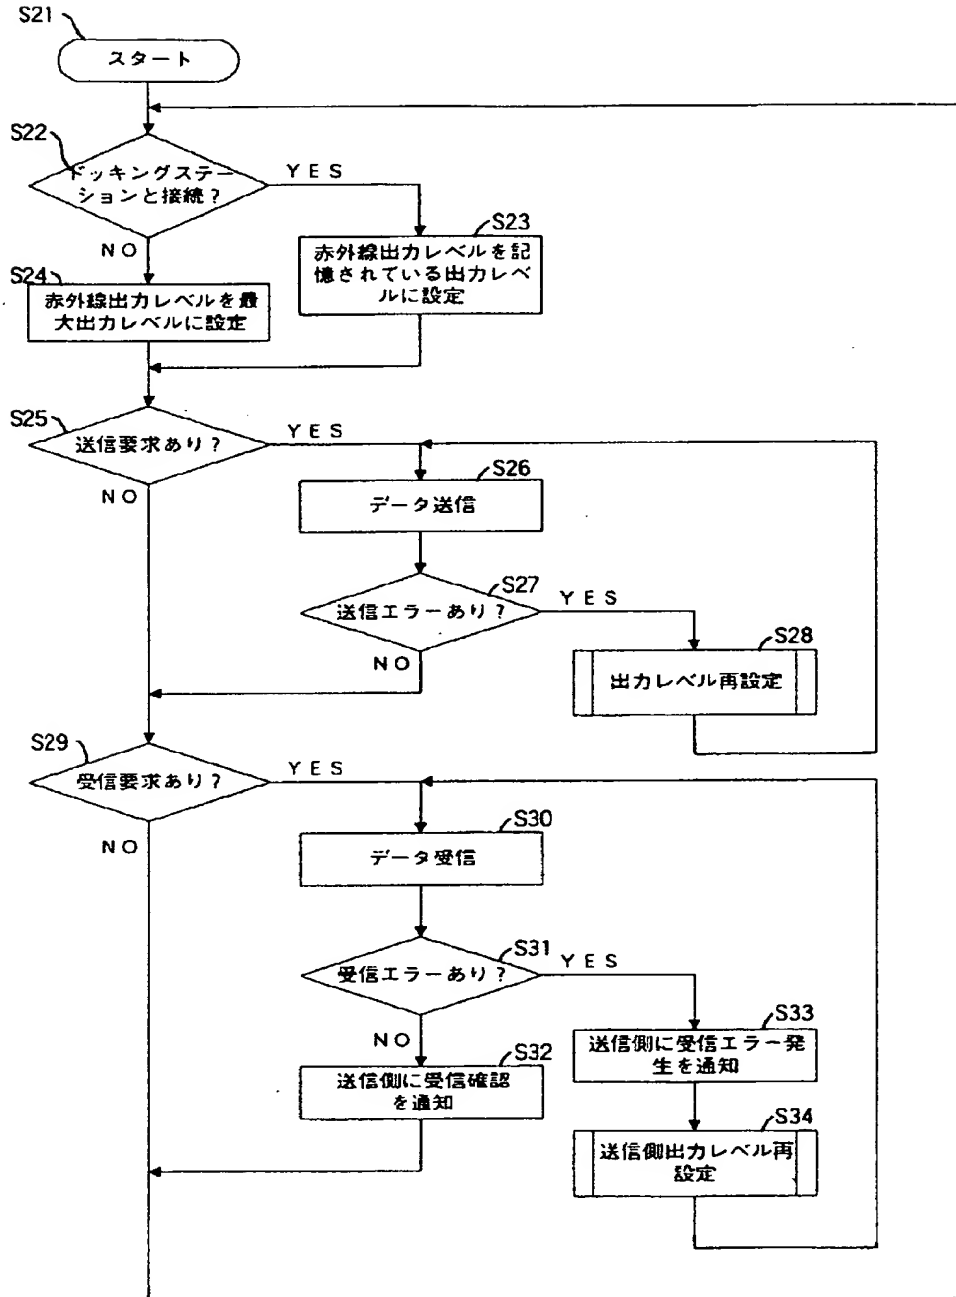 S21
スタート
S22
ドッキングステー
ションと接続？
YES
NO
S23
赤外線出力レベルを記
憶されている出力レベ
ルに設定
S24
赤外線出力レベルを最
大出力レベルに設定
S25
送信要求あり？
YES
NO
S26
データ送信
S27
送信エラーあり？
YES
NO
S28
出力レベル再設定
S29
受信要求あり？
YES
NO
S30
データ受信
S31
受信エラーあり？
YES
NO
S32
送信側に受信確認
を通知
S33
送信側に受信エラー発
生を通知
S34
送信側出力レベル再
設定